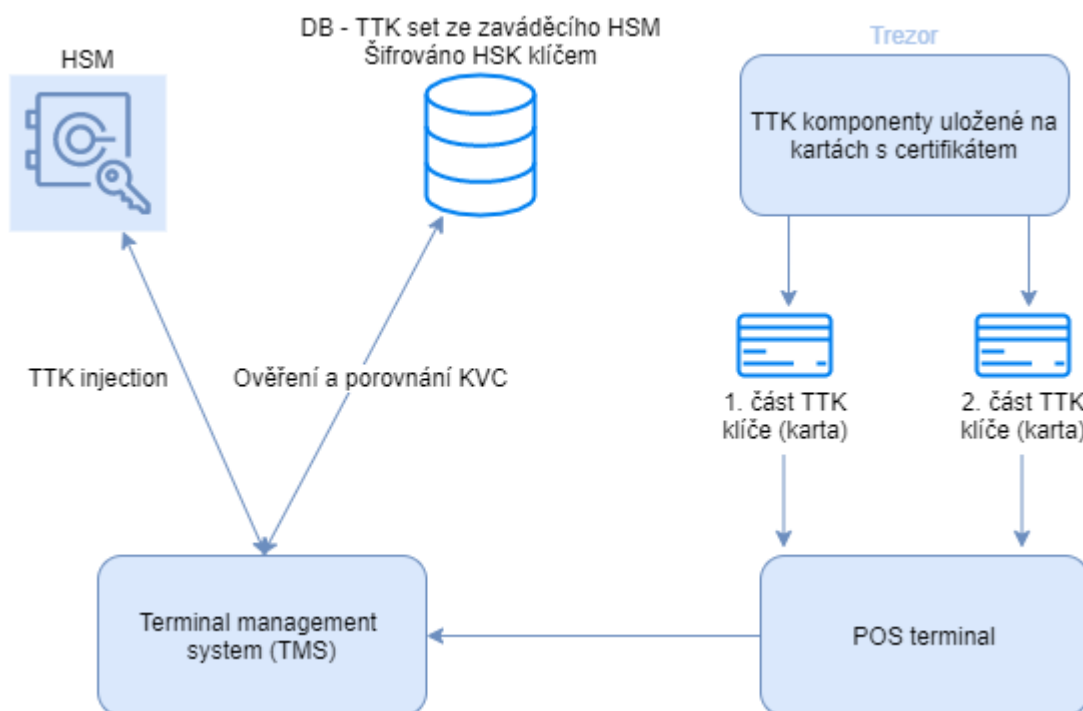 HSM
DB - TTK set ze zaváděcího HSM
Šifrováno HSK klíčem
Trezor
TTK komponenty uložené na
kartách s certifikátem
TTK injection
Ověření a porovnání KVC
1. část TTK
klíče (karta)
2. část TTK
klíče (karta)
Terminal management
system (TMS)
POS terminal